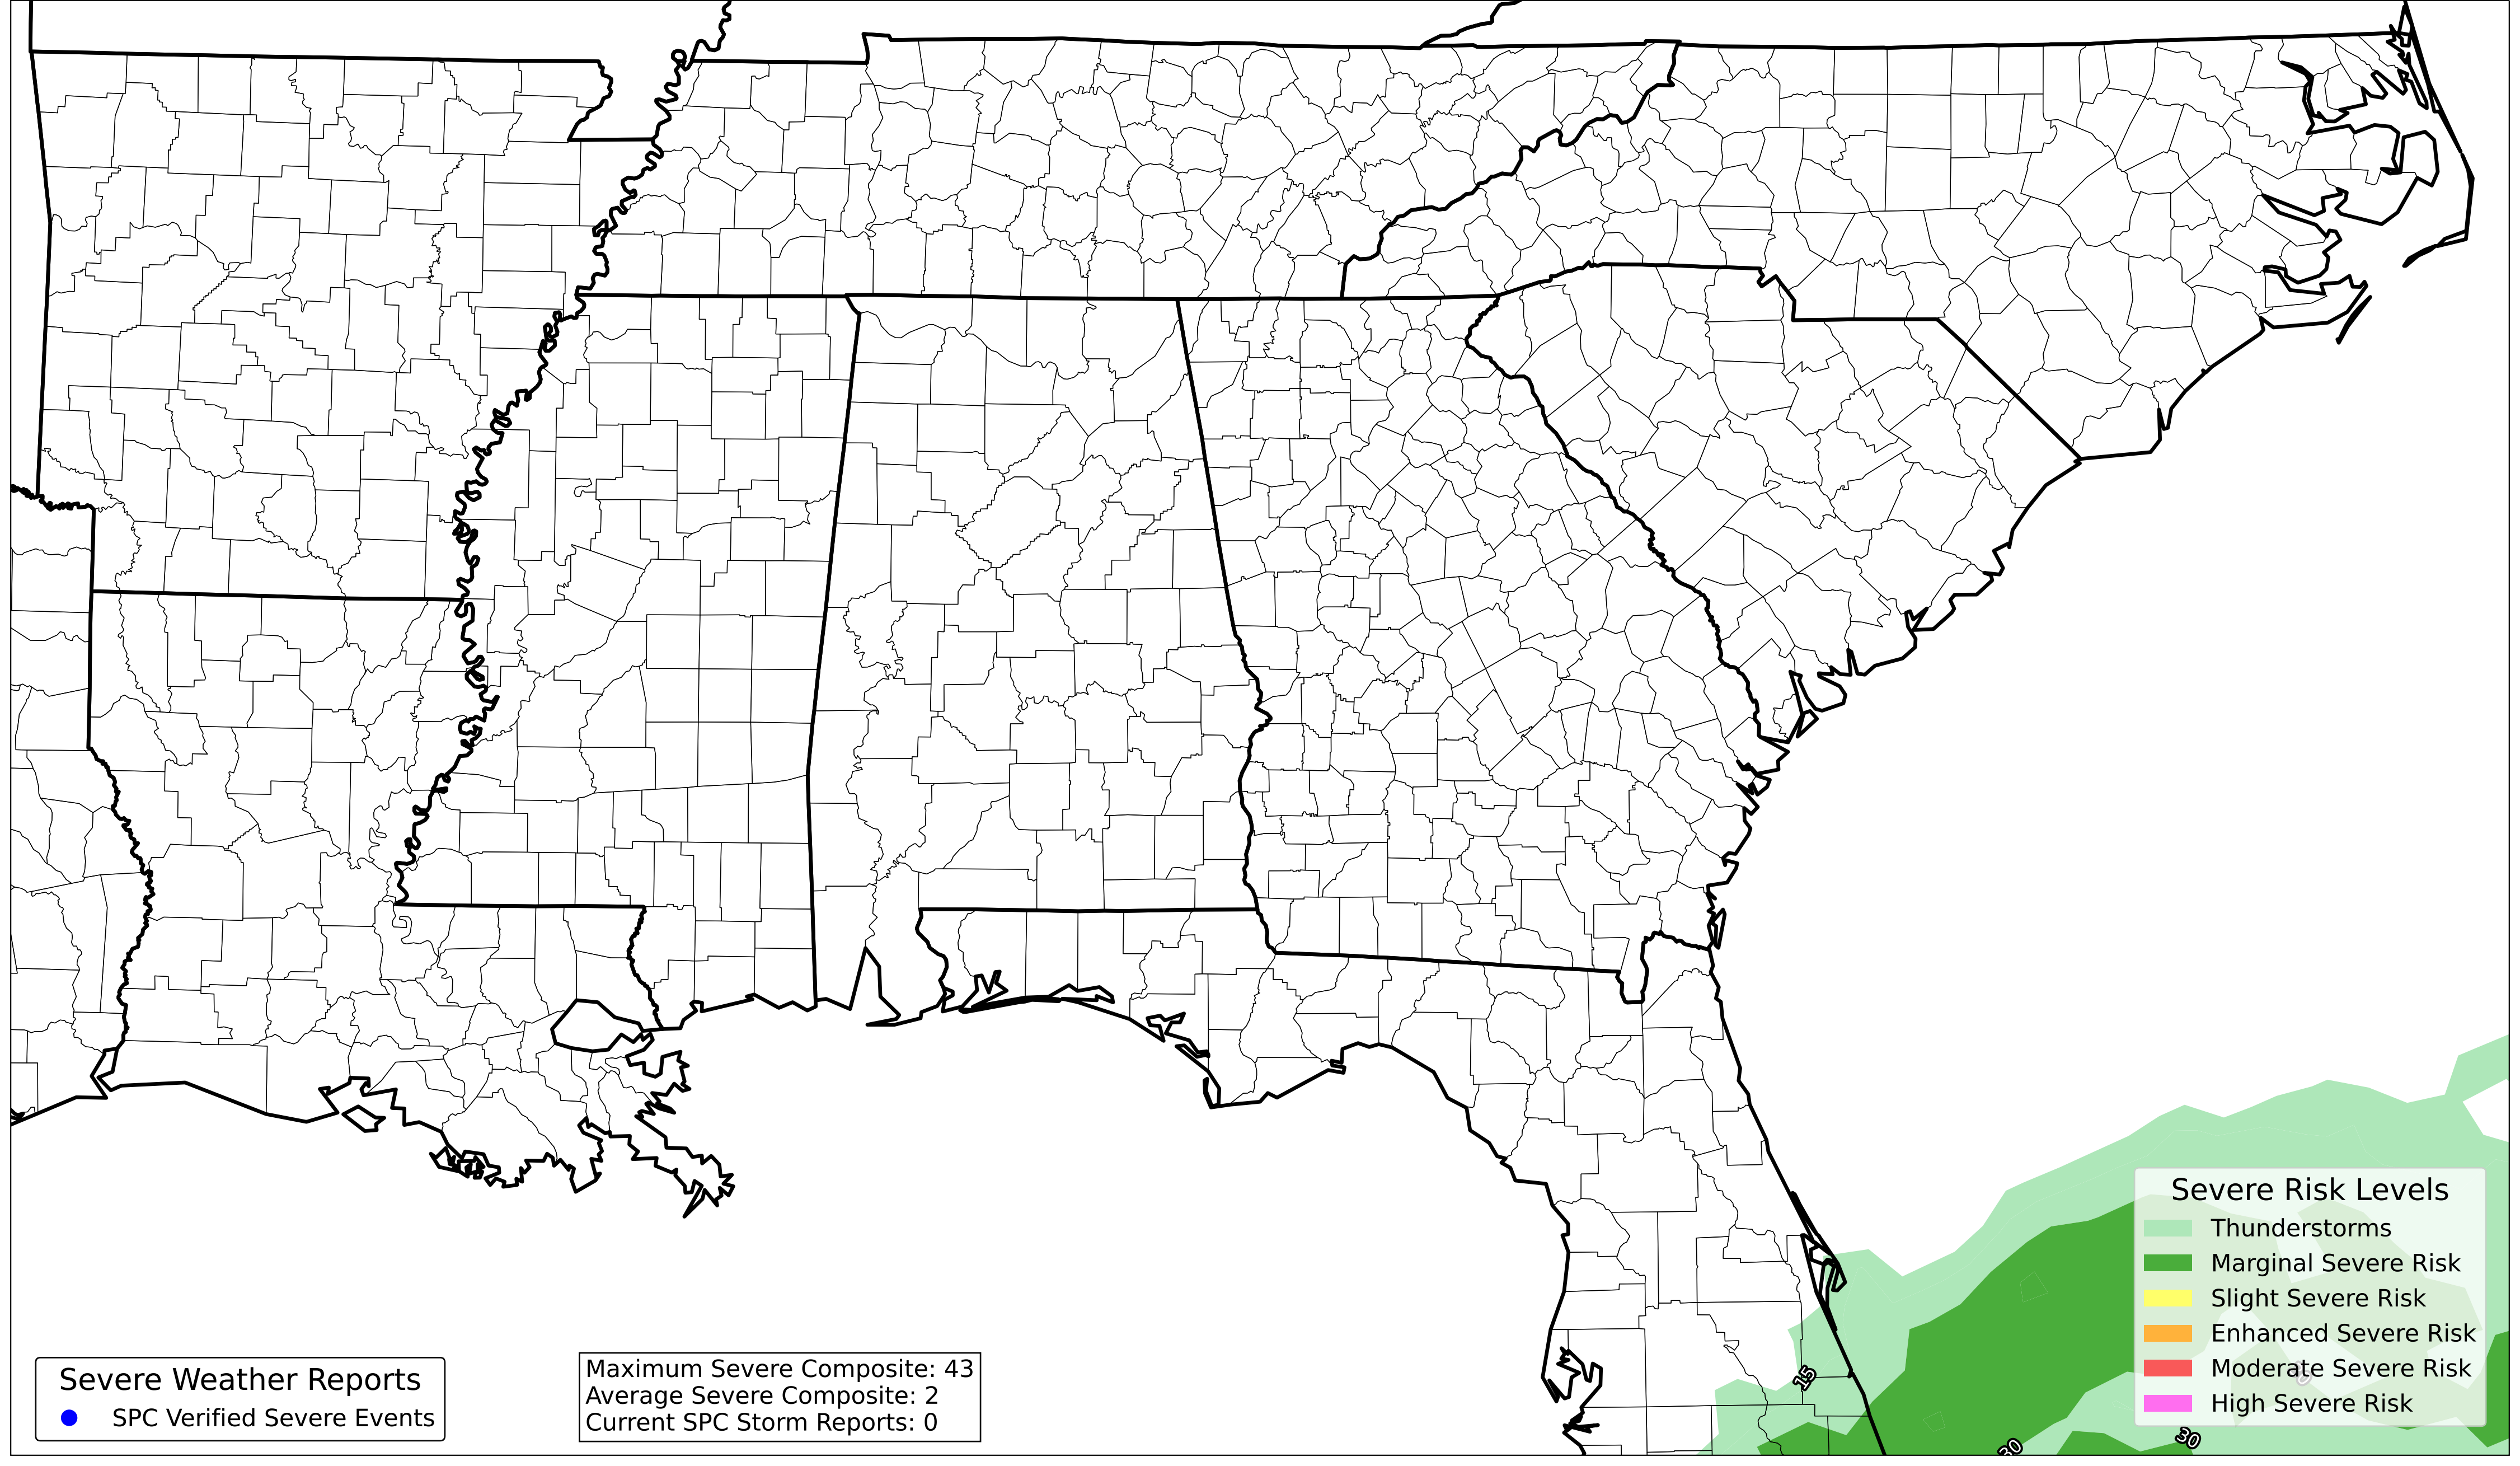 Severe Risk Levels
Thunderstorms
Marginal Severe Risk
Slight Severe Risk
Enhanced Severe Risk
Moderate Severe Risk
High Severe Risk
15
30
30
Severe Weather Reports
SPC Verified Severe Events
Maximum Severe Composite: 43
Average Severe Composite: 2
Current SPC Storm Reports: 0